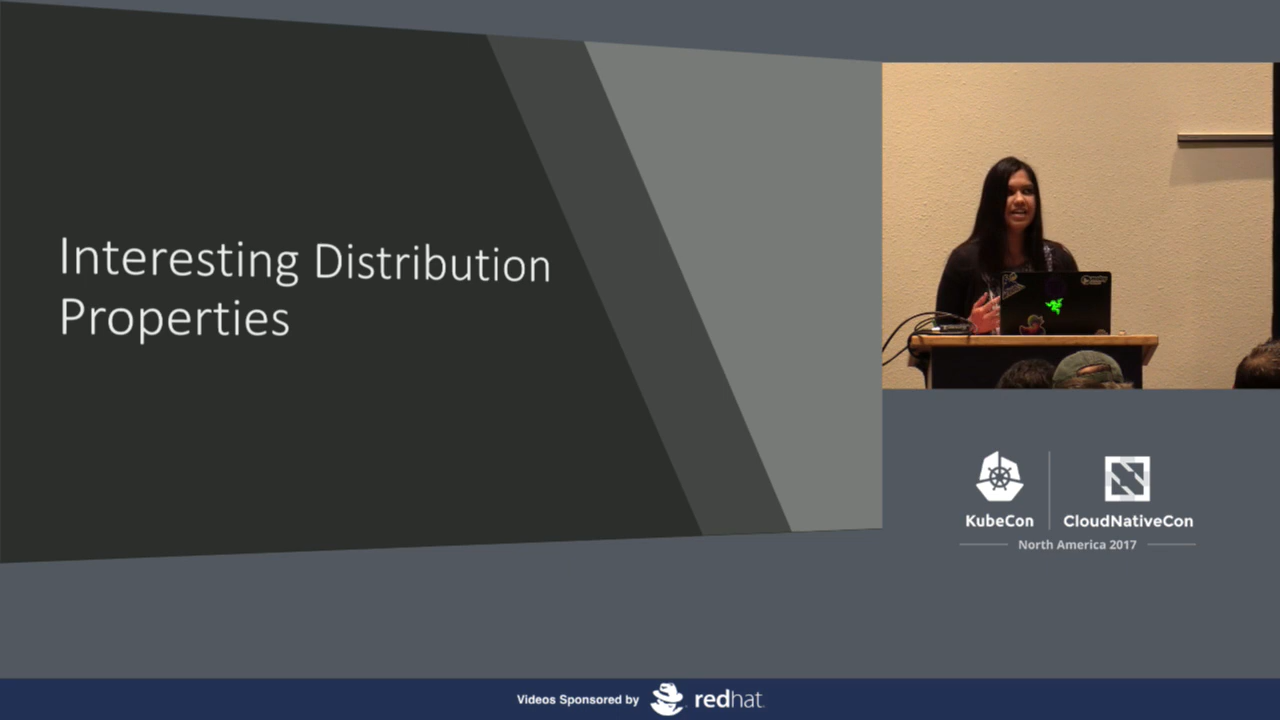 Interesting Distribution
Properties
KubeCon
CloudNativeCon
North America 2017
Videos Sponsored by
redhat.